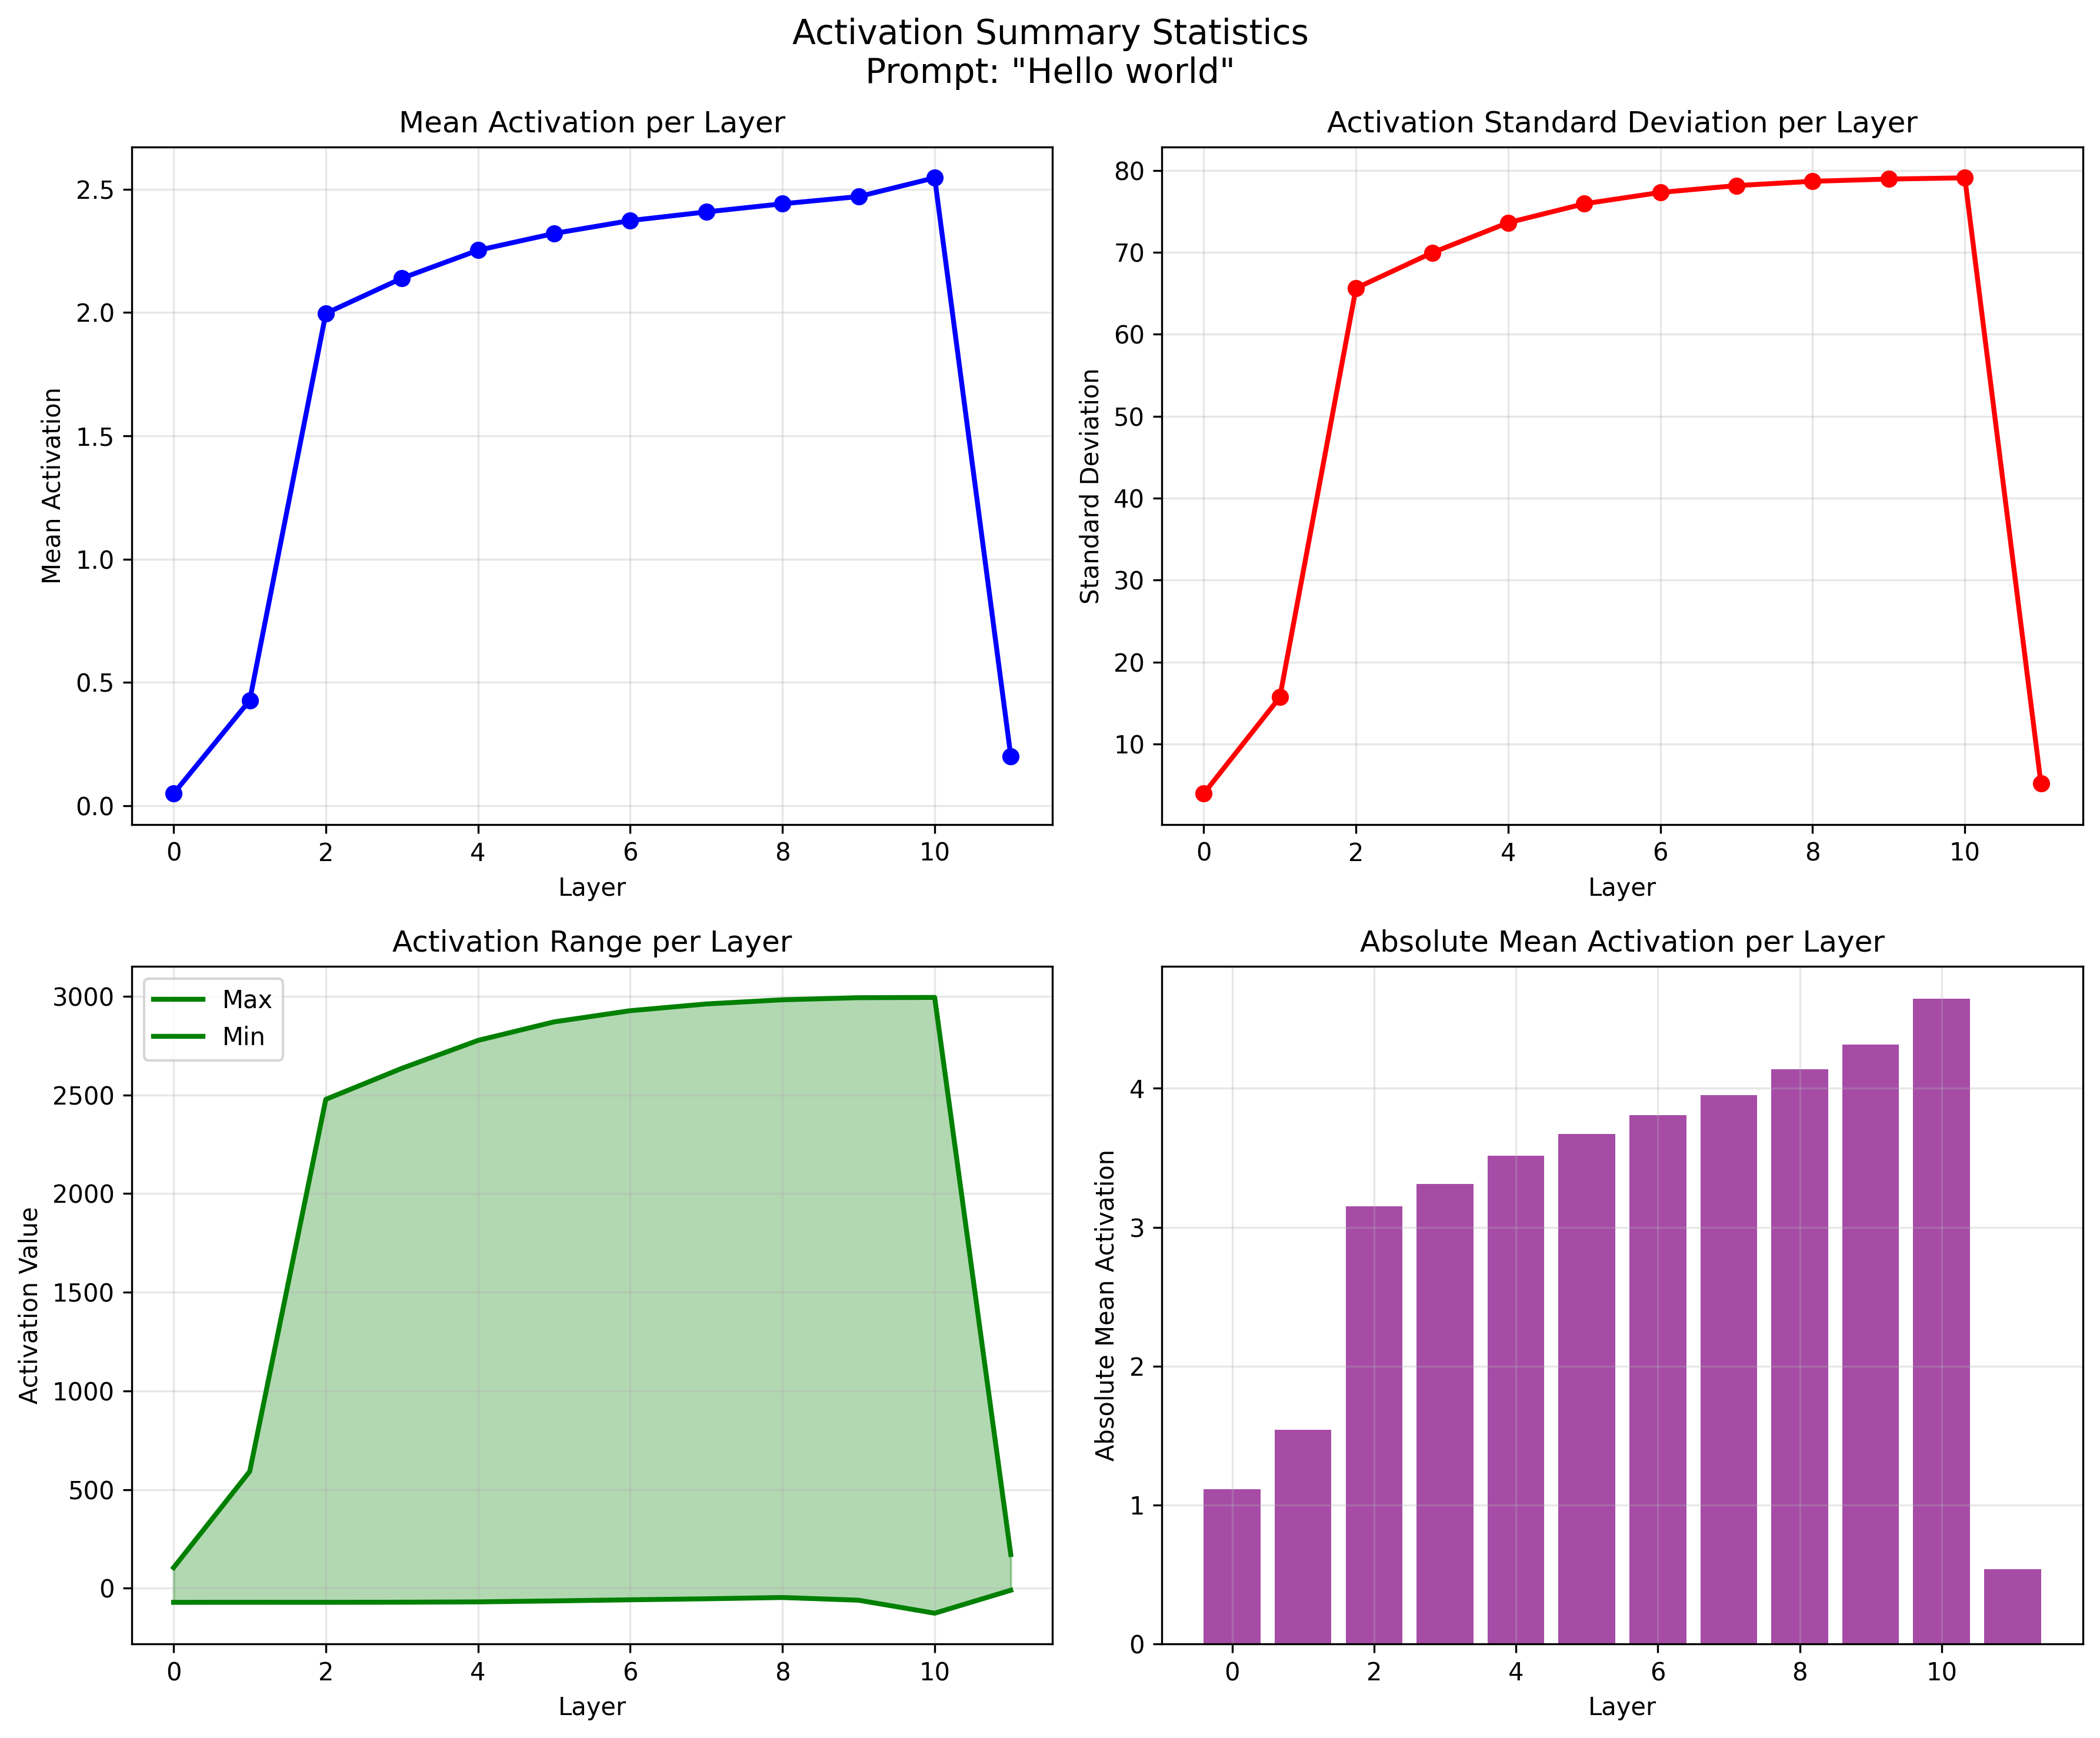 Activation Summary Statistics
Prompt: "Hello world"
Mean Activation per Layer
Mean Activation
2.5
2.0
1.5
1.0
0.5
0.0
0 2 4 6 8 10
Layer
Activation Standard Deviation per Layer
Standard Deviation
80
70
60
50
40
30
20
10
0 2 4 6 8 10
Layer
Activation Range per Layer
Activation Value
Max
Min
3000
2500
2000
1500
1000
500
0
0 2 4 6 8 10
Layer
Absolute Mean Activation per Layer
Absolute Mean Activation
4
3
2
1
0
0 2 4 6 8 10
Layer